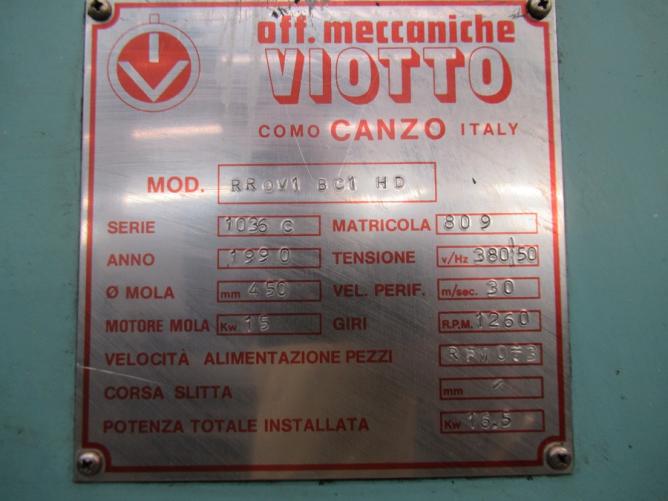 off. meccaniche
VIOTTO
COMO CANZO ITALY
MOD. RROV1 BC1 HD
SERIE 1036 C MATRICOLA 809
ANNO 1990 TENSIONE v/Hz 380/50
Ø MOLA mm 450 VEL. PERIF. m/sec. 30
MOTORE MOLA Kw 15 GIRI R.P.M. 1260
VELOCITÀ ALIMENTAZIONE PEZZI
CORSA SLITTA mm /
POTENZA TOTALE INSTALLATA Kw 16.5